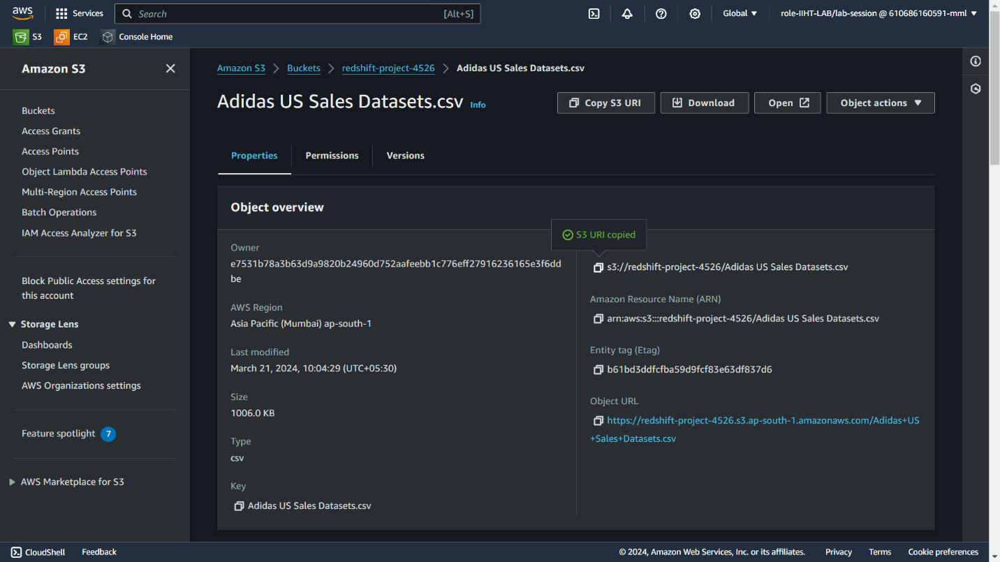 aws
Services
Search
[Alt+S]
Global
role-IIHT-LAB/lab-session @ 610686160591-mml
S3
EC2
Console Home
Amazon S3
Buckets
Access Grants
Access Points
Object Lambda Access Points
Multi-Region Access Points
Batch Operations
IAM Access Analyzer for S3
Block Public Access settings for
this account
Storage Lens
Dashboards
Storage Lens groups
AWS Organizations settings
Feature spotlight 7
AWS Marketplace for S3
Amazon S3 > Buckets > redshift-project-4526 > Adidas US Sales Datasets.csv
Adidas US Sales Datasets.csv Info
Copy S3 URI
Download
Open
Object actions
Properties
Permissions
Versions
Object overview
Owner
e7531b78a3b63d9a9820b24960d752aafeebb1c776eff27916236165e3f6dd
be
AWS Region
Asia Pacific (Mumbai) ap-south-1
Last modified
March 21, 2024, 10:04:29 (UTC+05:30)
Size
1006.0 KB
Type
csv
Key
Adidas US Sales Datasets.csv
S3 URI copied
s3://redshift-project-4526/Adidas US Sales Datasets.csv
Amazon Resource Name (ARN)
arn:aws:s3:::redshift-project-4526/Adidas US Sales Datasets.csv
Entity tag (Etag)
b61bd3ddfcfba59d9fcf83e63df837d6
Object URL
https://redshift-project-4526.s3.ap-south-1.amazonaws.com/Adidas+US
+Sales+Datasets.csv
CloudShell
Feedback
© 2024, Amazon Web Services, Inc. or its affiliates.
Privacy
Terms
Cookie preferences